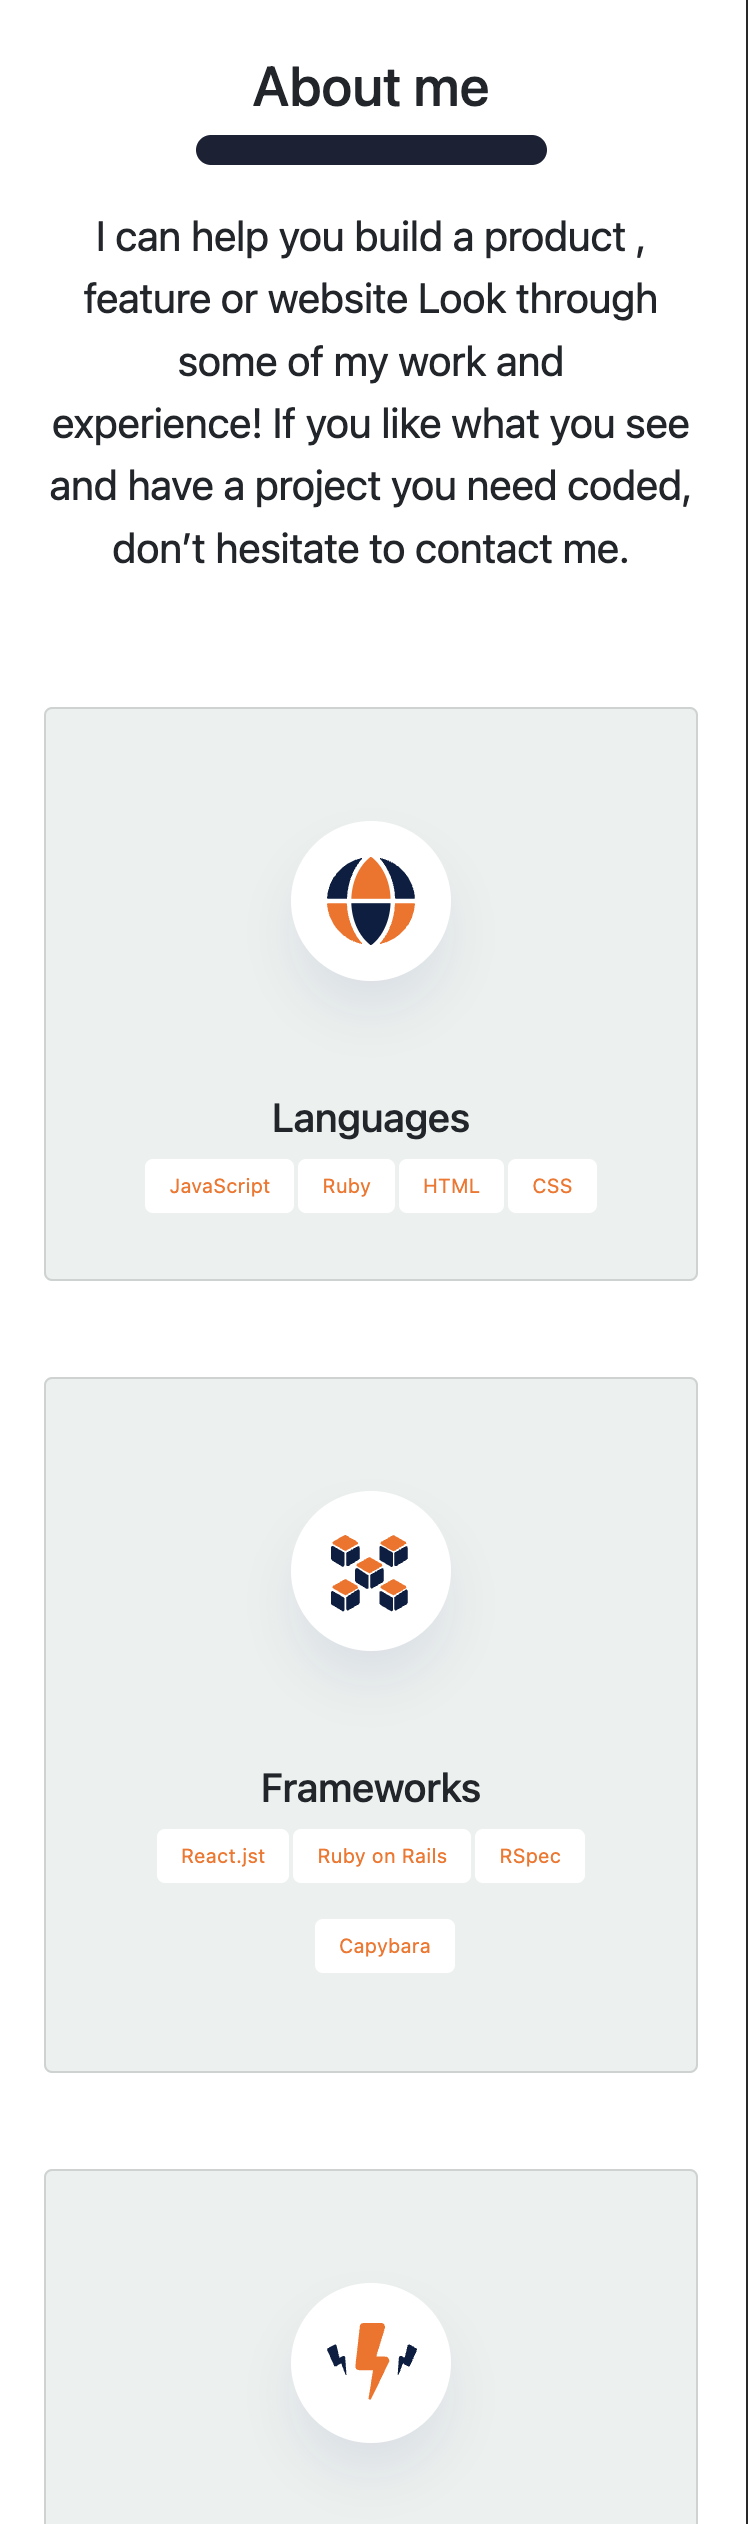 About me
I can help you build a product ,
feature or website Look through
some of my work and
experience! If you like what you see
and have a project you need coded,
don’t hesitate to contact me.
Languages
JavaScript Ruby HTML CSS
Frameworks
React.jst Ruby on Rails RSpec
Capybara